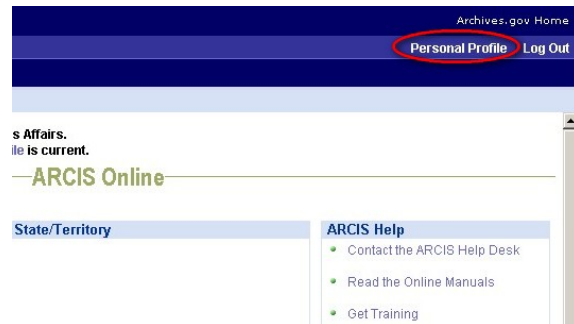 Archives.gov Home
Personal Profile Log Out
s Affairs.
ile is current.
ARCIS Online
State/Territory
ARCIS Help
Contact the ARCIS Help Desk
Read the Online Manuals
Get Training